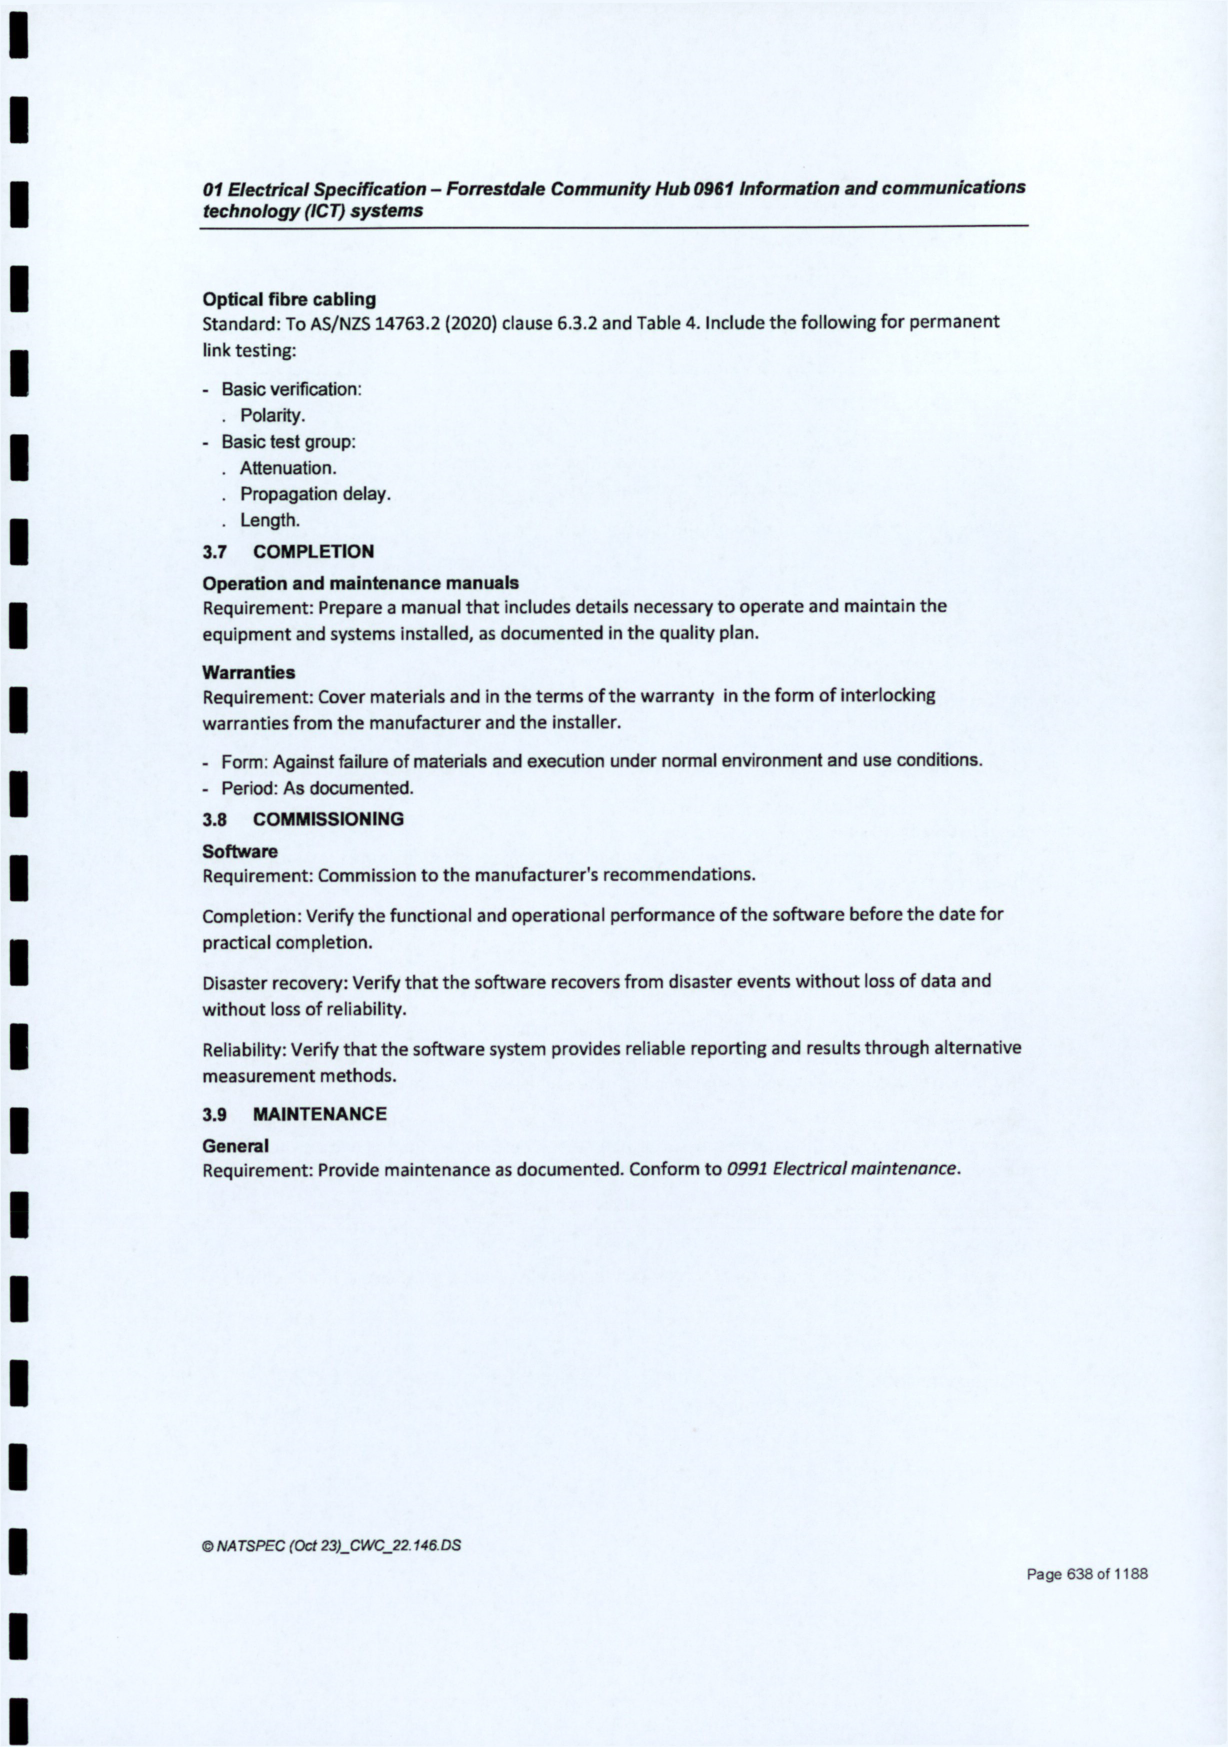 01 Electrical Specification – Forrestdale Community Hub 0961 Information and communications
technology (ICT) systems
Optical fibre cabling
Standard: To AS/NZS 14763.2 (2020) clause 6.3.2 and Table 4. Include the following for permanent
link testing:
- Basic verification:
. Polarity.
- Basic test group:
. Attenuation.
. Propagation delay.
. Length.
3.7 COMPLETION
Operation and maintenance manuals
Requirement: Prepare a manual that includes details necessary to operate and maintain the
equipment and systems installed, as documented in the quality plan.
Warranties
Requirement: Cover materials and in the terms of the warranty in the form of interlocking
warranties from the manufacturer and the installer.
- Form: Against failure of materials and execution under normal environment and use conditions.
- Period: As documented.
3.8 COMMISSIONING
Software
Requirement: Commission to the manufacturer's recommendations.
Completion: Verify the functional and operational performance of the software before the date for
practical completion.
Disaster recovery: Verify that the software recovers from disaster events without loss of data and
without loss of reliability.
Reliability: Verify that the software system provides reliable reporting and results through alternative
measurement methods.
3.9 MAINTENANCE
General
Requirement: Provide maintenance as documented. Conform to 0991 Electrical maintenance.
© NATSPEC (Oct 23)_CWC_22.146.DS
Page 638 of 1188